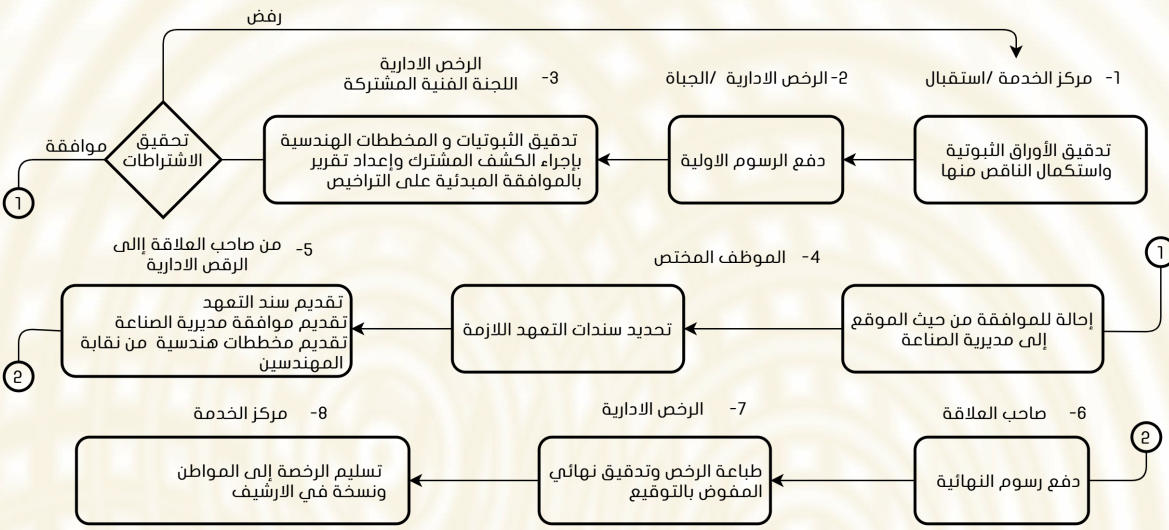 رفض
1- مركز الخدمة /استقبال
2- الرخص الادارية /الجباة
3- الرخص الادارية
اللجنة الفنية المشتركة
تدقيق الأوراق الثبوتية
واستكمال الناقص منها
دفع الرسوم الاولية
تدقيق الثبوتيات و المخططات الهندسية
بإجراء الكشف المشترك وإعداد تقرير
بالموافقة المبدئية على التراخيص
تحقيق
الاشتراطات
موافقة
1
1
4- الموظف المختص
5- من صاحب العلاقة االى
الرقص الادارية
إحالة للموافقة من حيث الموقع
إلى مديرية الصناعة
تحديد سندات التعهد اللازمة
تقديم سند التعهد
تقديم موافقة مديرية الصناعة
تقديم مخططات هندسية من نقابة
المهندسين
2
2
6- صاحب العلاقة
7- الرخص الادارية
8- مركز الخدمة
دفع رسوم النهائية
طباعة الرخص وتدقيق نهائي
المفوض بالتوقيع
تسليم الرخصة إلى المواطن
ونسخة في الارشيف